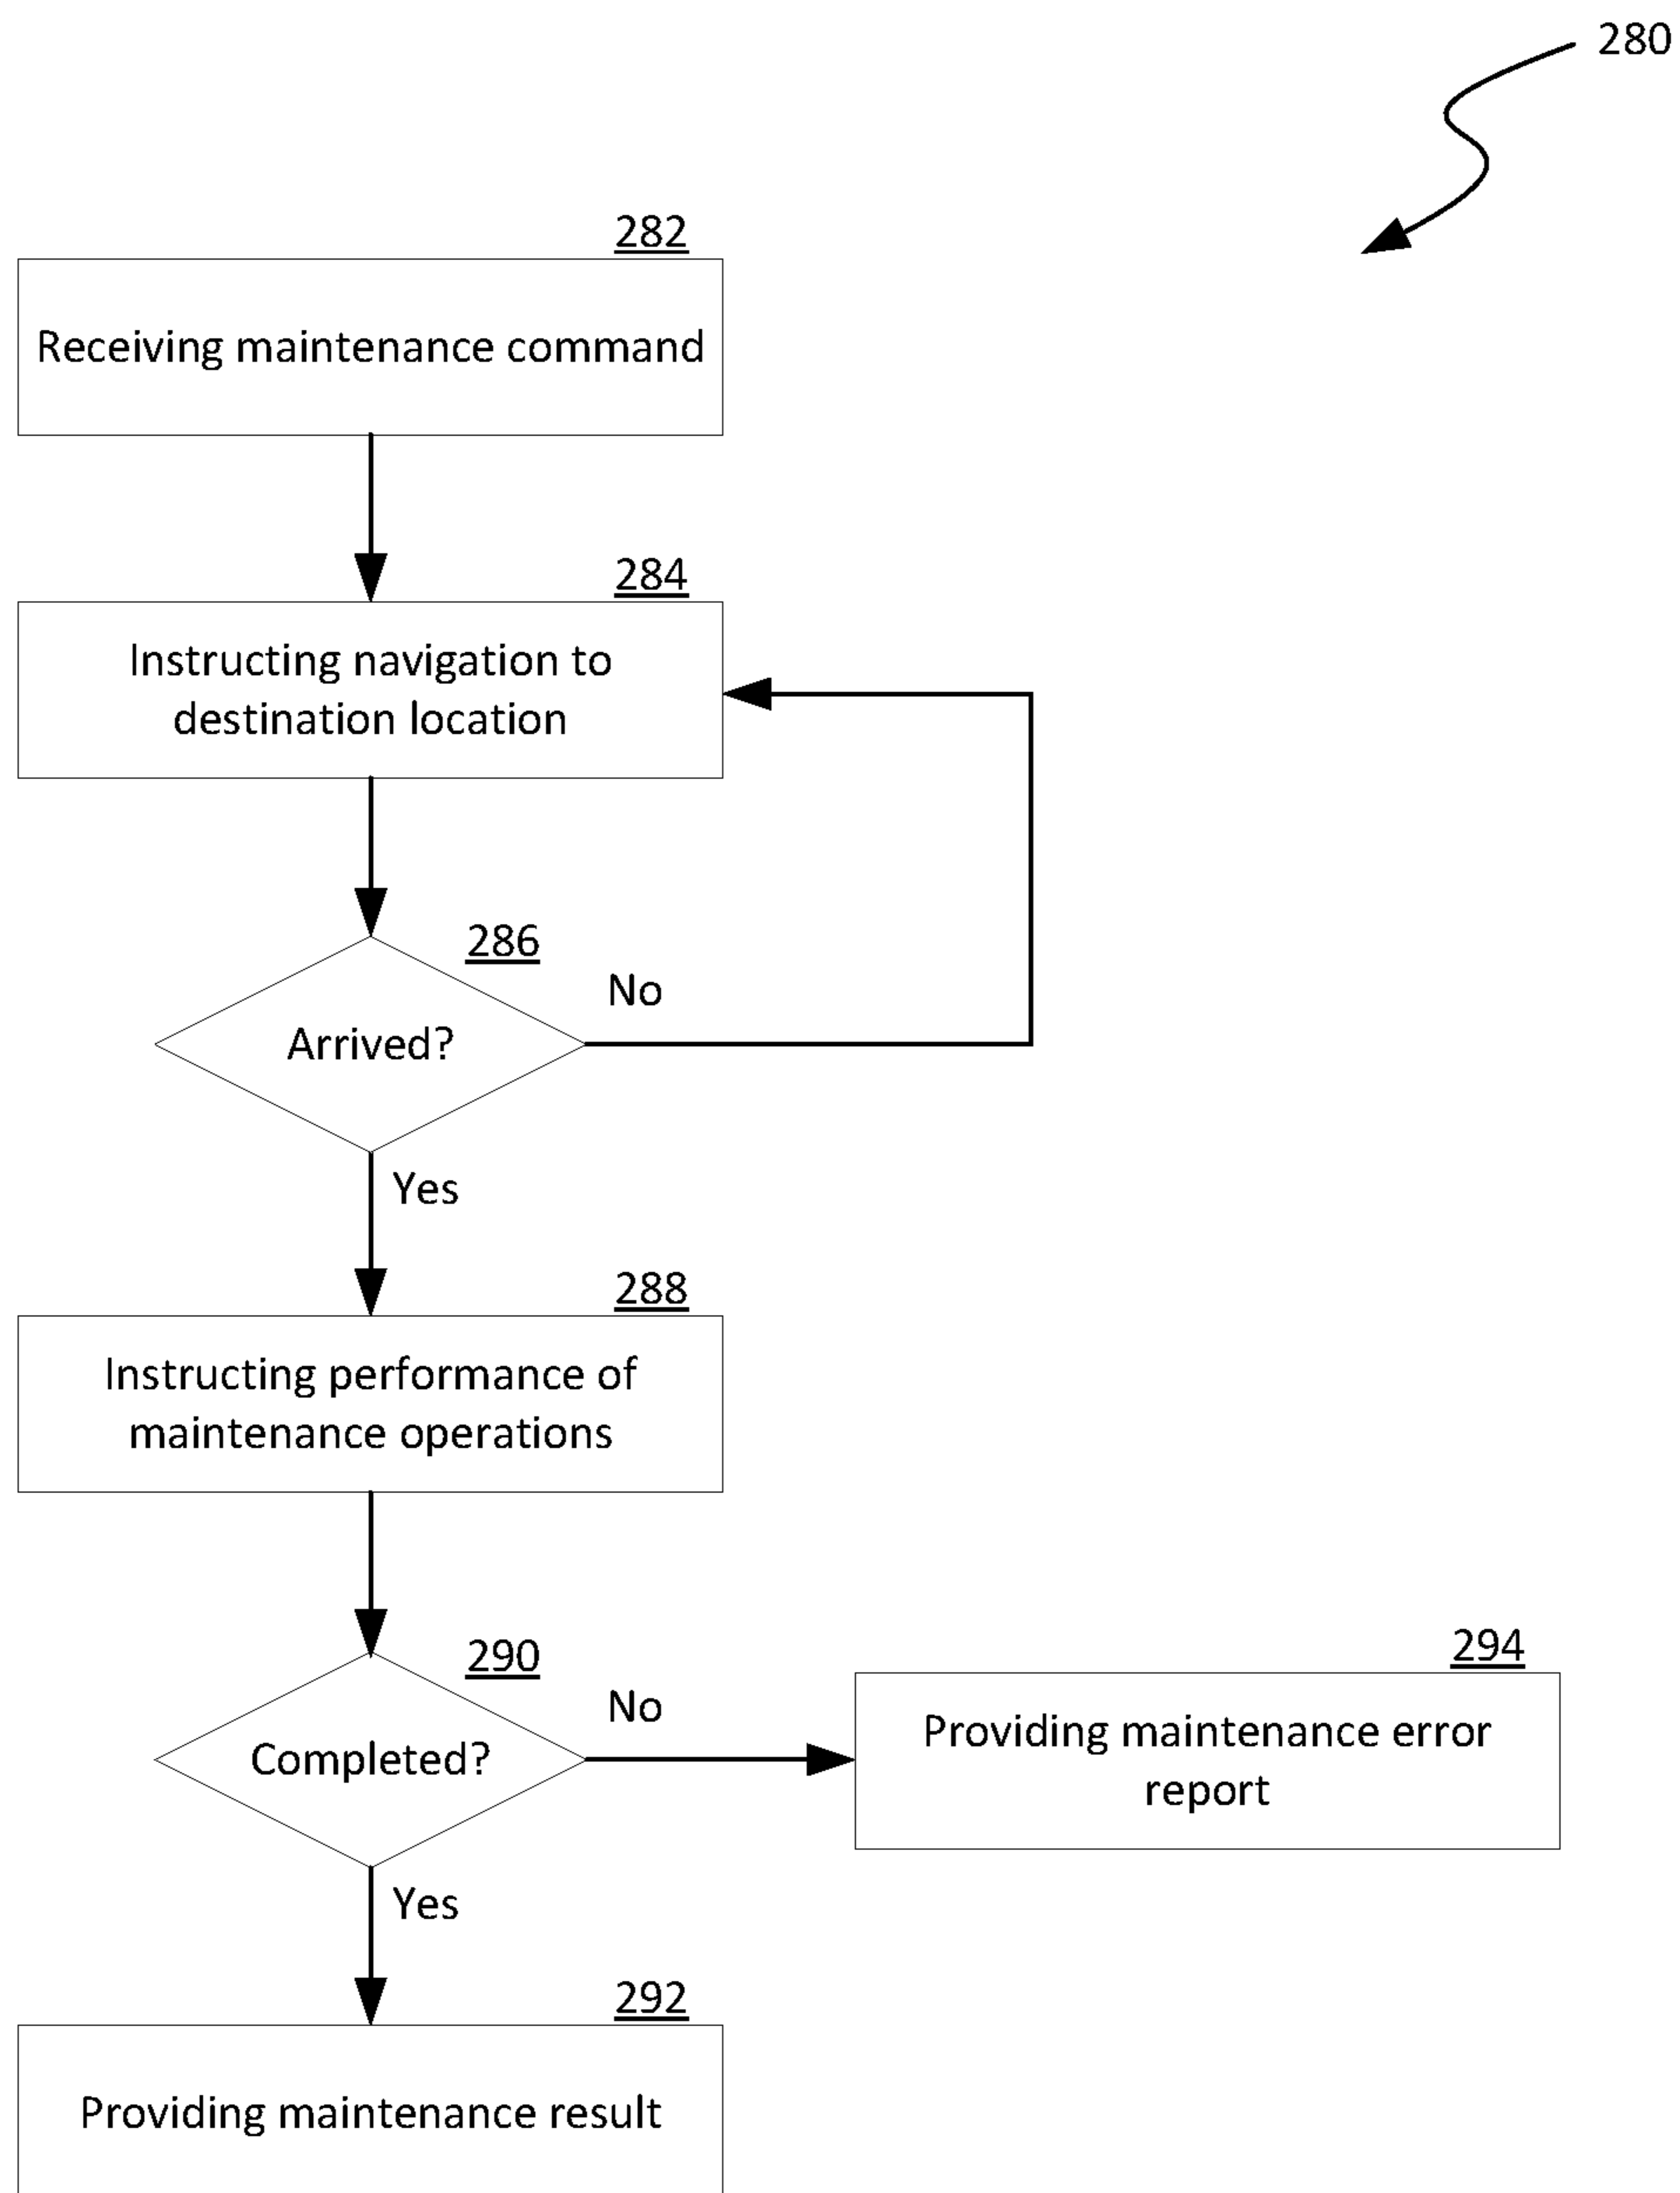 280
282
Receiving maintenance command
284
Instructing navigation to
destination location
286
No
Arrived?
Yes
288
Instructing performance of
maintenance operations
290
No
Completed?
294
Providing maintenance error
report
Yes
292
Providing maintenance result